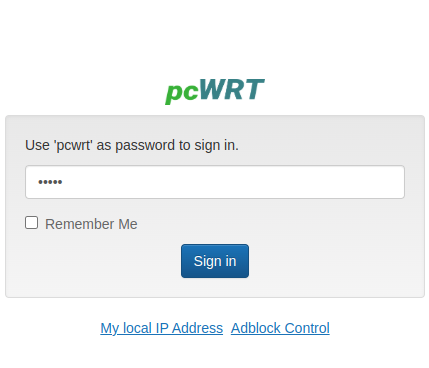 pcWRT
Use 'pcwrt' as password to sign in.
•••••
Remember Me
Sign in
My local IP Address Adblock Control